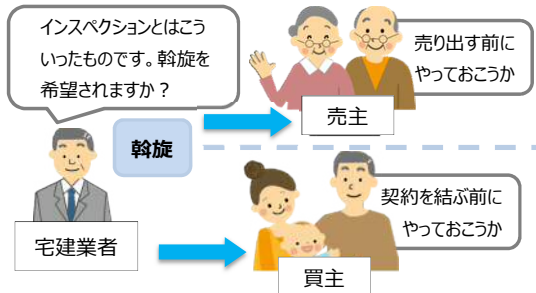 インスペクションとはこう
いったものです。斡旋を
希望されますか？
売り出す前に
やっておこうか
売主
斡旋
契約を結ぶ前に
やっておこうか
宅建業者
買主